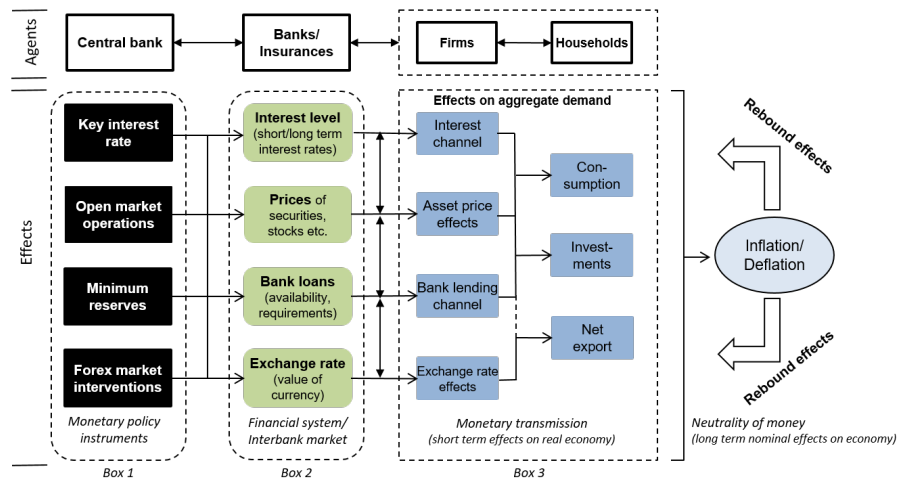 Agents
Central bank
Banks/
Insurances
Firms
Households
Effects
Key interest
rate
Open market
operations
Minimum
reserves
Forex market
interventions
Monetary policy
instruments
Box 1
Interest level
(short/long term
interest rates)
Prices of
securities,
stocks etc.
Bank loans
(availability,
requirements)
Exchange rate
(value of
currency)
Financial system/
Interbank market
Box 2
Effects on aggregate demand
Interest
channel
Asset price
effects
Bank lending
channel
Exchange rate
effects
Con-
sumption
Invest-
ments
Net
export
Monetary transmission
(short term effects on real economy)
Box 3
Rebound effects
Inflation/
Deflation
Rebound effects
Neutrality of money
(long term nominal effects on economy)